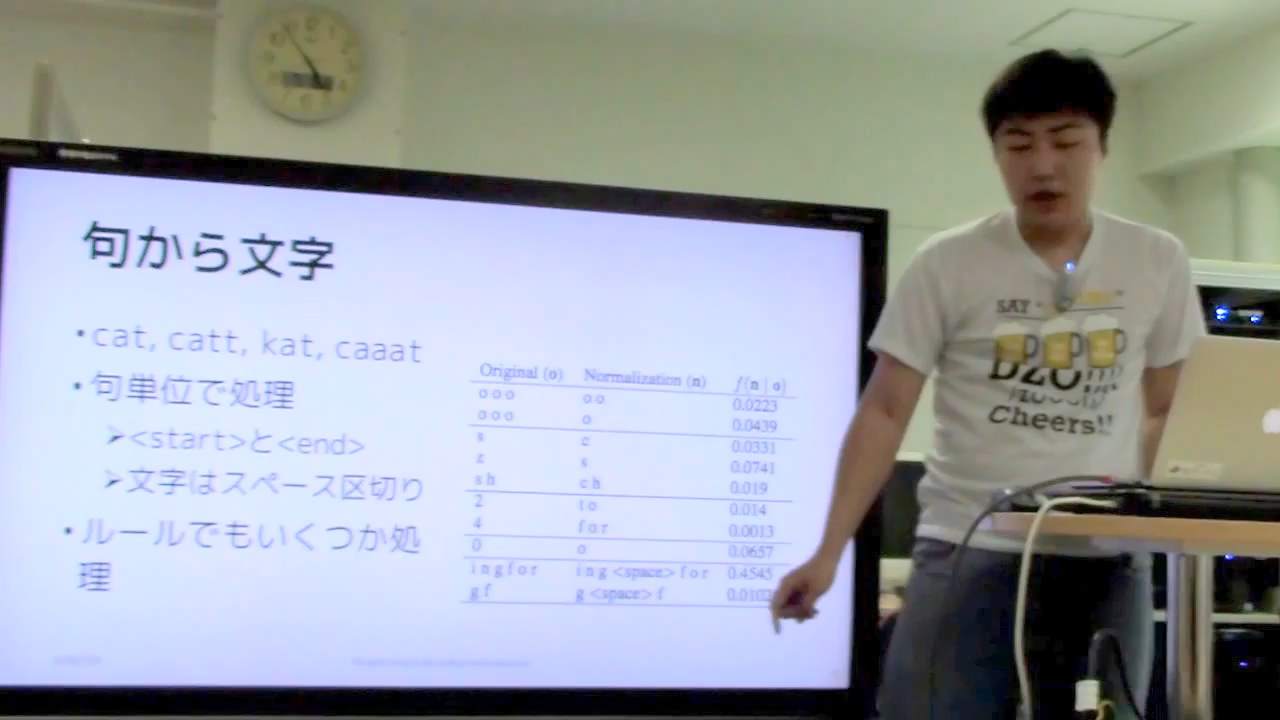 句から文字
•cat, catt, kat, caaat
•句単位で処理
➤<start>と<end>
➤文字はスペース区切り
•ルールでもいくつか処
理
Original (o) Normalization (n) f(n | o)
o o o o o 0.0223
o o o o 0.0439
s c 0.0331
z s 0.0741
s h c h 0.019
2 t o 0.014
4 f o r 0.0013
0 o 0.0657
i n g f o r i n g <space> f o r 0.4545
g f g <space> f 0.0102
SAY
Cheers!!